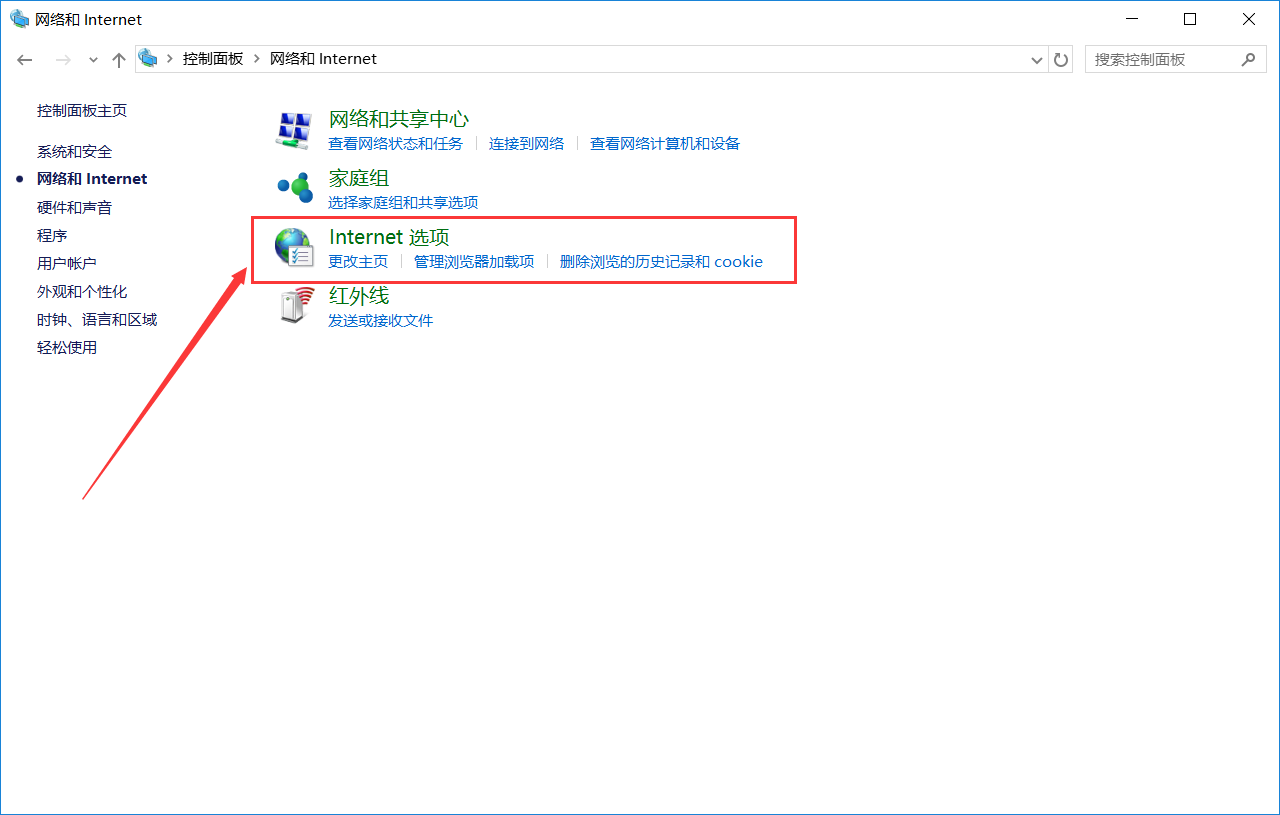 网络和 Internet
控制面板 网络和 Internet
搜索控制面板
控制面板主页
系统和安全
网络和 Internet
硬件和声音
程序
用户帐户
外观和个性化
时钟、语言和区域
轻松使用
网络和共享中心
查看网络状态和任务 连接到网络 查看网络计算机和设备
家庭组
选择家庭组和共享选项
Internet 选项
更改主页 管理浏览器加载项 删除浏览的历史记录和 cookie
红外线
发送或接收文件